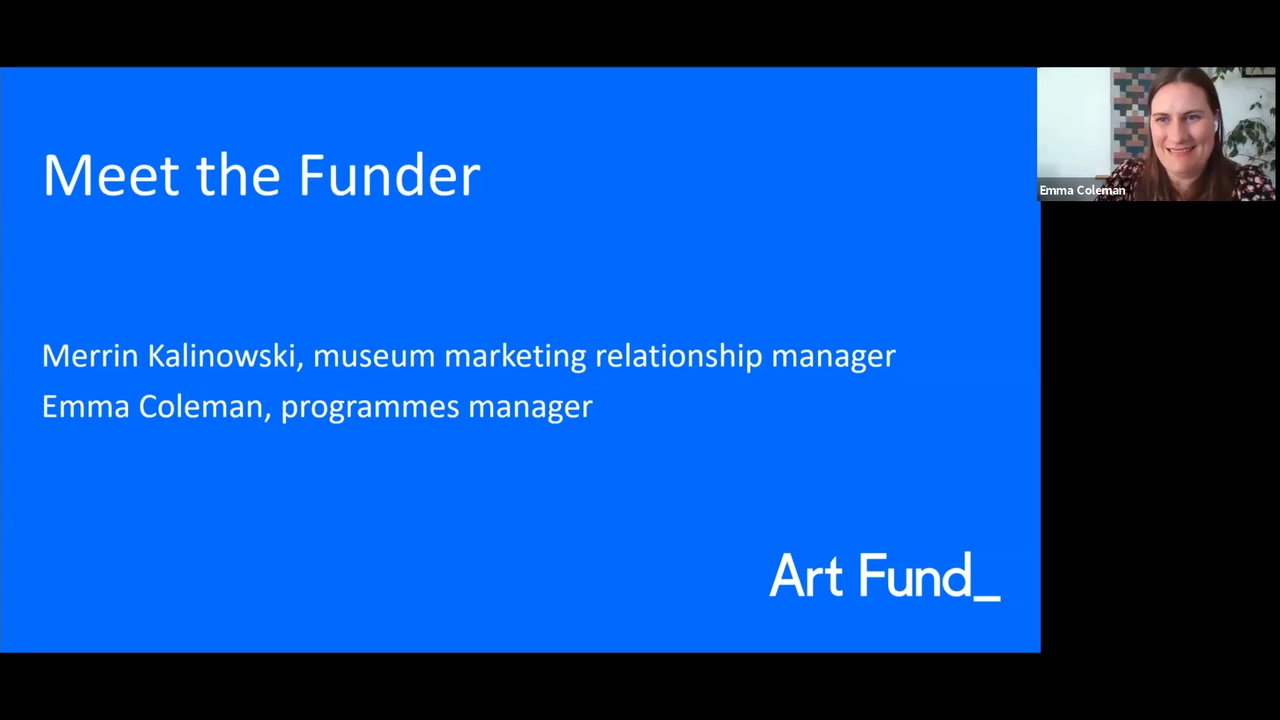 Meet the Funder
Emma Coleman
Merrin Kalinowski, museum marketing relationship manager
Emma Coleman, programmes manager
Art Fund_